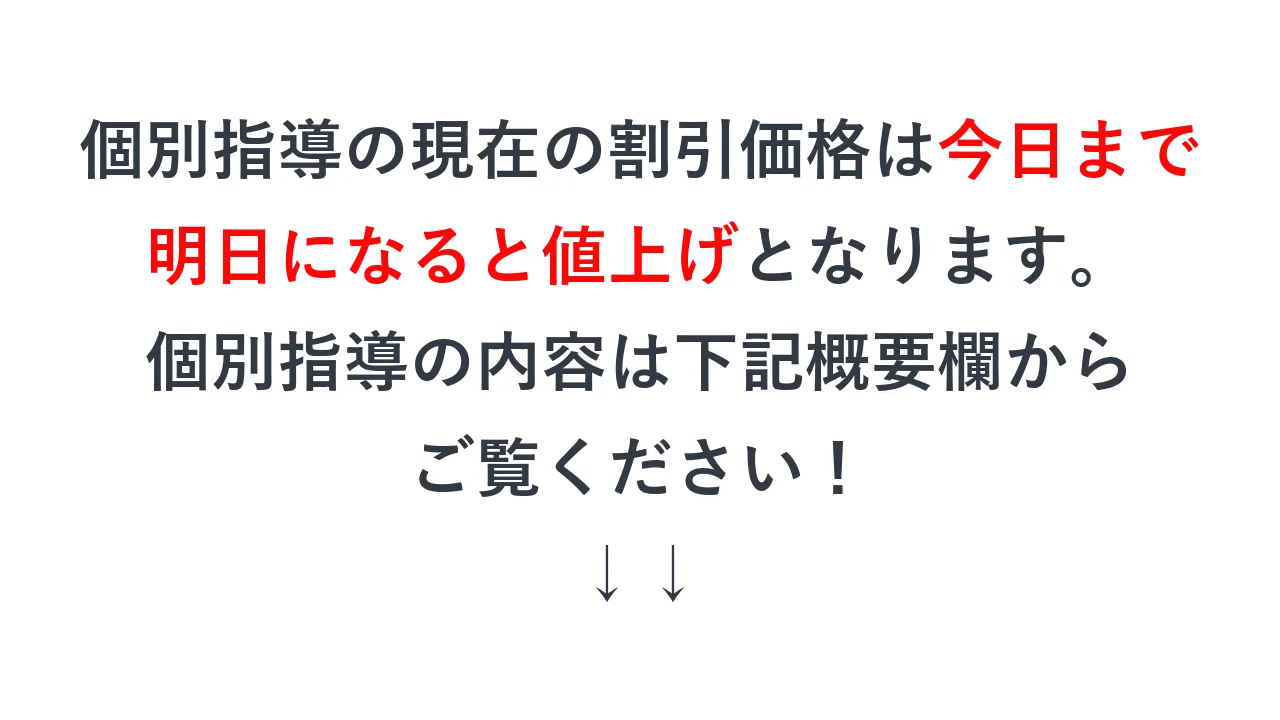 個別指導の現在の割引価格は今日まで
明日になると値上げとなります。
個別指導の内容は下記概要欄から
ご覧ください！
↓ ↓